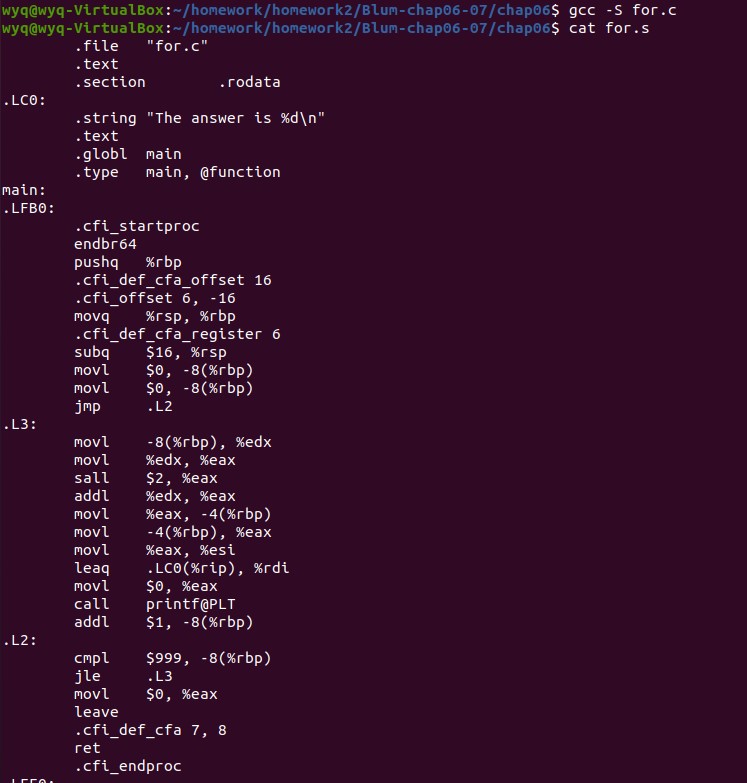 wyq@wyq-VirtualBox:~/homework/homework2/Blum-chap06-07/chap06$ gcc -S for.c
wyq@wyq-VirtualBox:~/homework/homework2/Blum-chap06-07/chap06$ cat for.s
        .file   "for.c"
        .text
        .section        .rodata
.LC0:
        .string "The answer is %d\n"
        .text
        .globl  main
        .type   main, @function
main:
.LFB0:
        .cfi_startproc
        endbr64
        pushq   %rbp
        .cfi_def_cfa_offset 16
        .cfi_offset 6, -16
        movq    %rsp, %rbp
        .cfi_def_cfa_register 6
        subq    $16, %rsp
        movl    $0, -8(%rbp)
        movl    $0, -8(%rbp)
        jmp     .L2
.L3:
        movl    -8(%rbp), %edx
        movl    %edx, %eax
        sall    $2, %eax
        addl    %edx, %eax
        movl    %eax, -4(%rbp)
        movl    -4(%rbp), %eax
        movl    %eax, %esi
        leaq    .LC0(%rip), %rdi
        movl    $0, %eax
        call    printf@PLT
        addl    $1, -8(%rbp)
.L2:
        cmpl    $999, -8(%rbp)
        jle     .L3
        movl    $0, %eax
        leave
        .cfi_def_cfa 7, 8
        ret
        .cfi_endproc